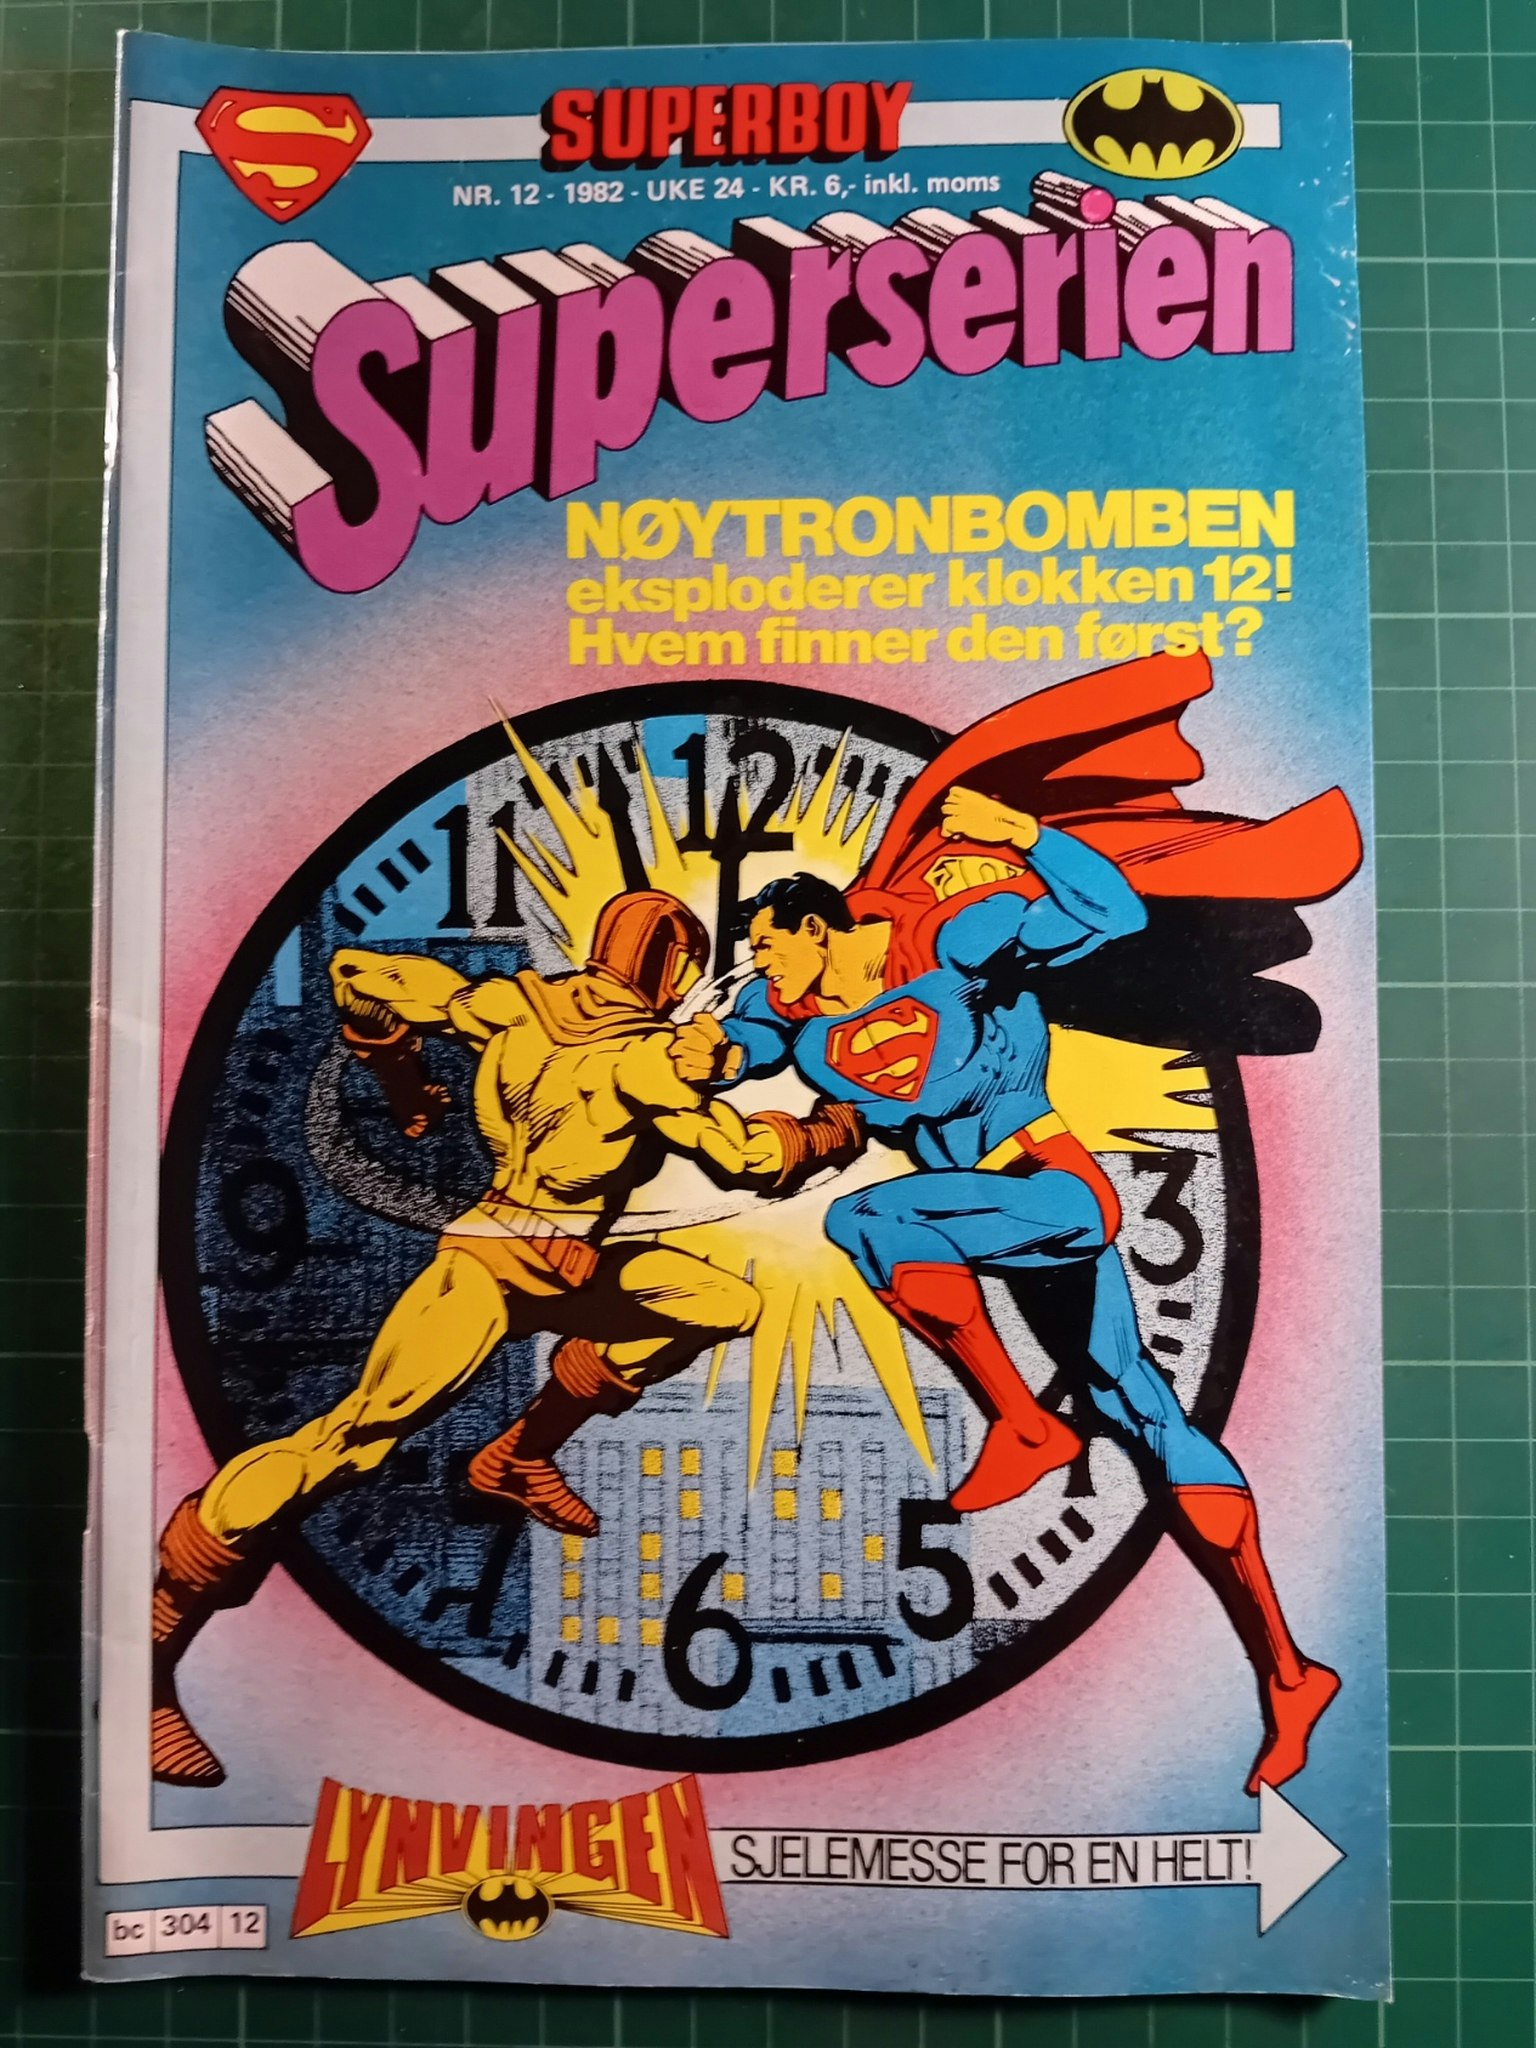 SUPERBOY
NR. 12 - 1982 - UKE 24 - KR. 6,- inkl. moms
Superserien
NØYTRONBOMBEN
eksploderer klokken 12!
Hvem finner den først?
11 12
9 3
6 5
LYNVINGEN
SJELEMESSE FOR EN HELT!
bc 304 12